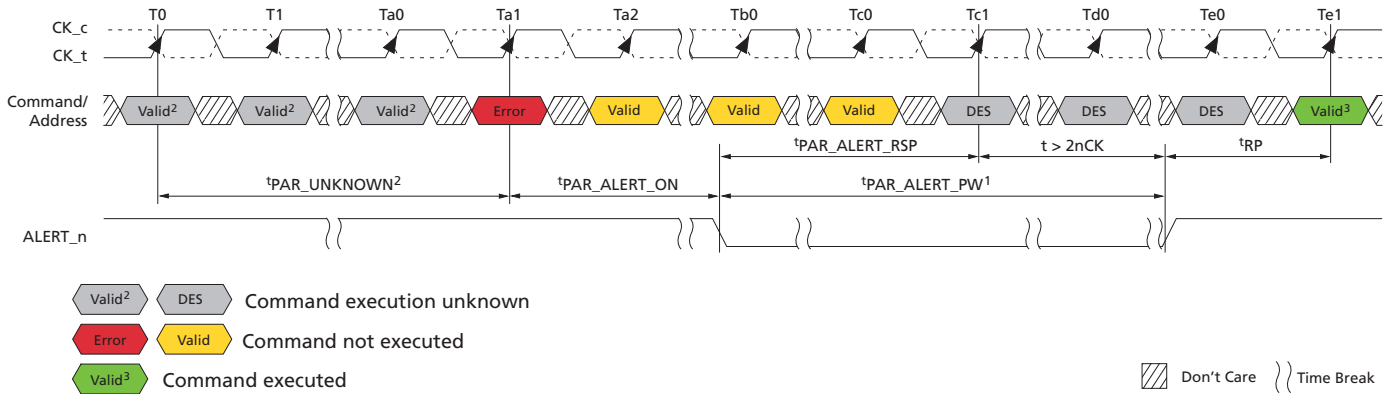 T0 T1 Ta0 Ta1 Ta2 Tb0 Tc0 Tc1 Td0 Te0 Te1
CK_c
CK_t
Command/
Address
Valid² Valid² Valid² Error Valid Valid Valid DES DES DES Valid³
tPAR_ALERT_RSP t > 2nCK tRP
tPAR_UNKNOWN² tPAR_ALERT_ON tPAR_ALERT_PW¹
ALERT_n
Valid² DES Command execution unknown
Error Valid Command not executed
Valid³ Command executed
Don't Care Time Break